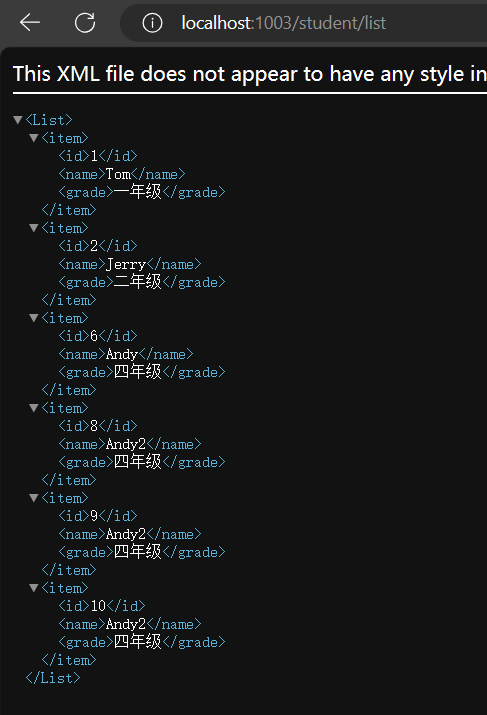 localhost:1003/student/list
This XML file does not appear to have any style in
▼<List>
▼<item>
<id>1</id>
<name>Tom</name>
<grade>一年级</grade>
</item>
▼<item>
<id>2</id>
<name>Jerry</name>
<grade>二年级</grade>
</item>
▼<item>
<id>6</id>
<name>Andy</name>
<grade>四年级</grade>
</item>
▼<item>
<id>8</id>
<name>Andy2</name>
<grade>四年级</grade>
</item>
▼<item>
<id>9</id>
<name>Andy2</name>
<grade>四年级</grade>
</item>
▼<item>
<id>10</id>
<name>Andy2</name>
<grade>四年级</grade>
</item>
</List>